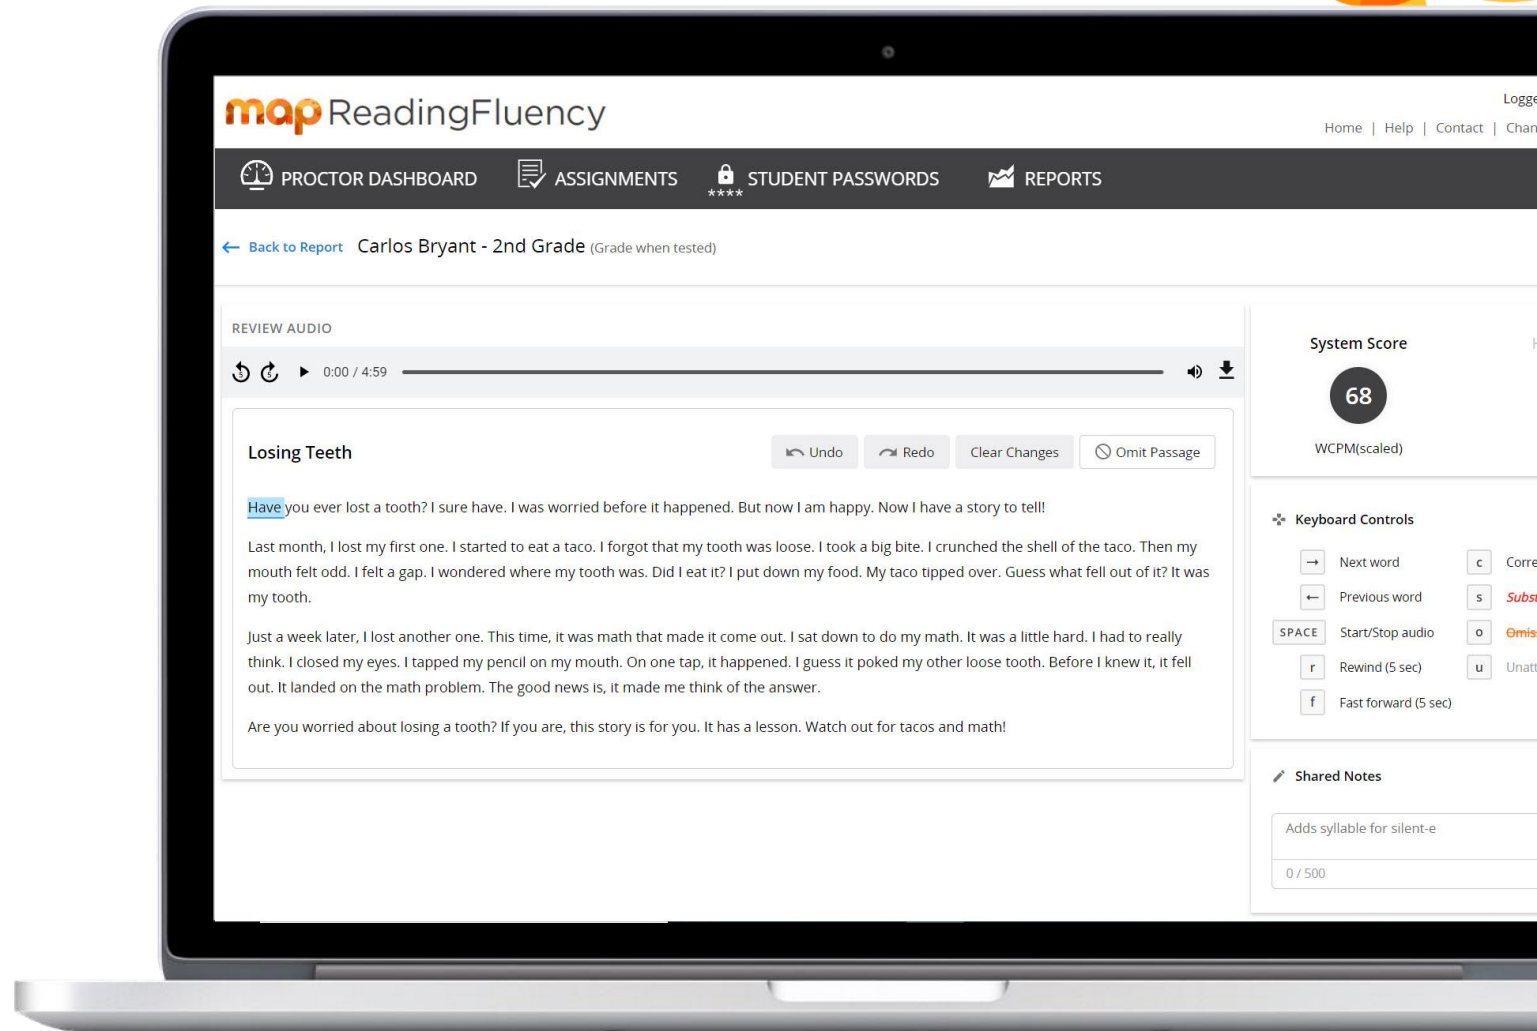 map ReadingFluency
Logge
Home | Help | Contact | Chan
PROCTOR DASHBOARD
ASSIGNMENTS
**** STUDENT PASSWORDS
REPORTS
← Back to Report Carlos Bryant - 2nd Grade (Grade when tested)
REVIEW AUDIO
5 5 0:00 / 4:59
Losing Teeth
Undo
Redo
Clear Changes
Omit Passage
Have you ever lost a tooth? I sure have. I was worried before it happened. But now I am happy. Now I have a story to tell!
Last month, I lost my first one. I started to eat a taco. I forgot that my tooth was loose. I took a big bite. I crunched the shell of the taco. Then my
mouth felt odd. I felt a gap. I wondered where my tooth was. Did I eat it? I put down my food. My taco tipped over. Guess what fell out of it? It was
my tooth.
Just a week later, I lost another one. This time, it was math that made it come out. I sat down to do my math. It was a little hard. I had to really
think. I closed my eyes. I tapped my pencil on my mouth. On one tap, it happened. I guess it poked my other loose tooth. Before I knew it, it fell
out. It landed on the math problem. The good news is, it made me think of the answer.
Are you worried about losing a tooth? If you are, this story is for you. It has a lesson. Watch out for tacos and math!
System Score
68
WCPM(scaled)
Keyboard Controls
→ Next word c Corre
← Previous word s Subst
SPACE Start/Stop audio o Omis
r Rewind (5 sec) u Unatt
f Fast forward (5 sec)
Shared Notes
Adds syllable for silent-e
0 / 500